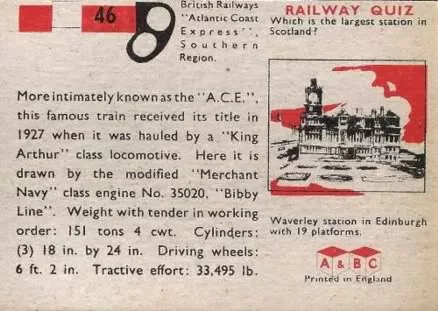 46
British Railways
"Atlantic Coast
Express",
Southern
Region.
More intimately known as the "A.C.E.",
this famous train received its title in
1927 when it was hauled by a "King
Arthur" class locomotive. Here it is
drawn by the modified "Merchant
Navy" class engine No. 35020, "Bibby
Line". Weight with tender in working
order: 151 tons 4 cwt. Cylinders:
(3) 18 in. by 24 in. Driving wheels:
6 ft. 2 in. Tractive effort: 33,495 lb.
RAILWAY QUIZ
Which is the largest station in
Scotland?
Waverley station in Edinburgh
with 19 platforms.
A & B C
Printed in England